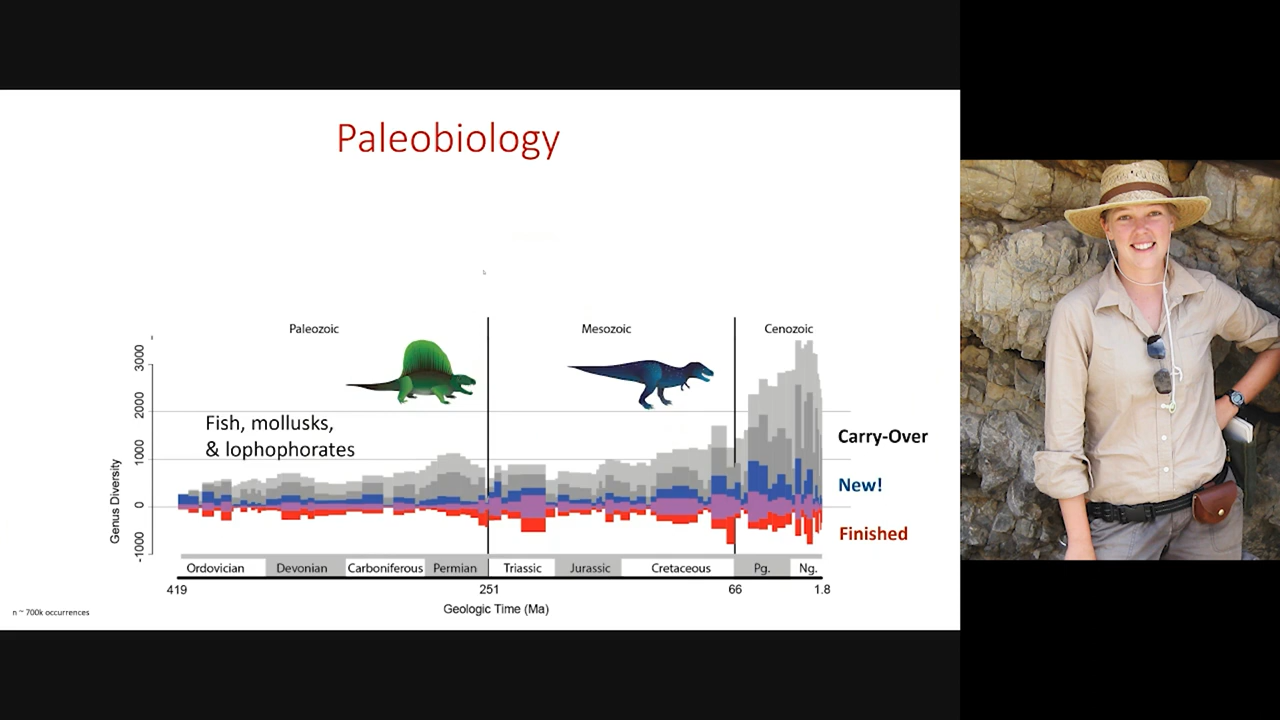 Paleobiology
Paleozoic
Mesozoic
Cenozoic
Fish, mollusks,
& lophophorates
Genus Diversity
3000
2000
1000
0
-1000
Carry-Over
New!
Finished
Ordovician
Devonian
Carboniferous
Permian
Triassic
Jurassic
Cretaceous
Pg.
Ng.
419
251
66
1.8
Geologic Time (Ma)
n ~ 700k occurrences